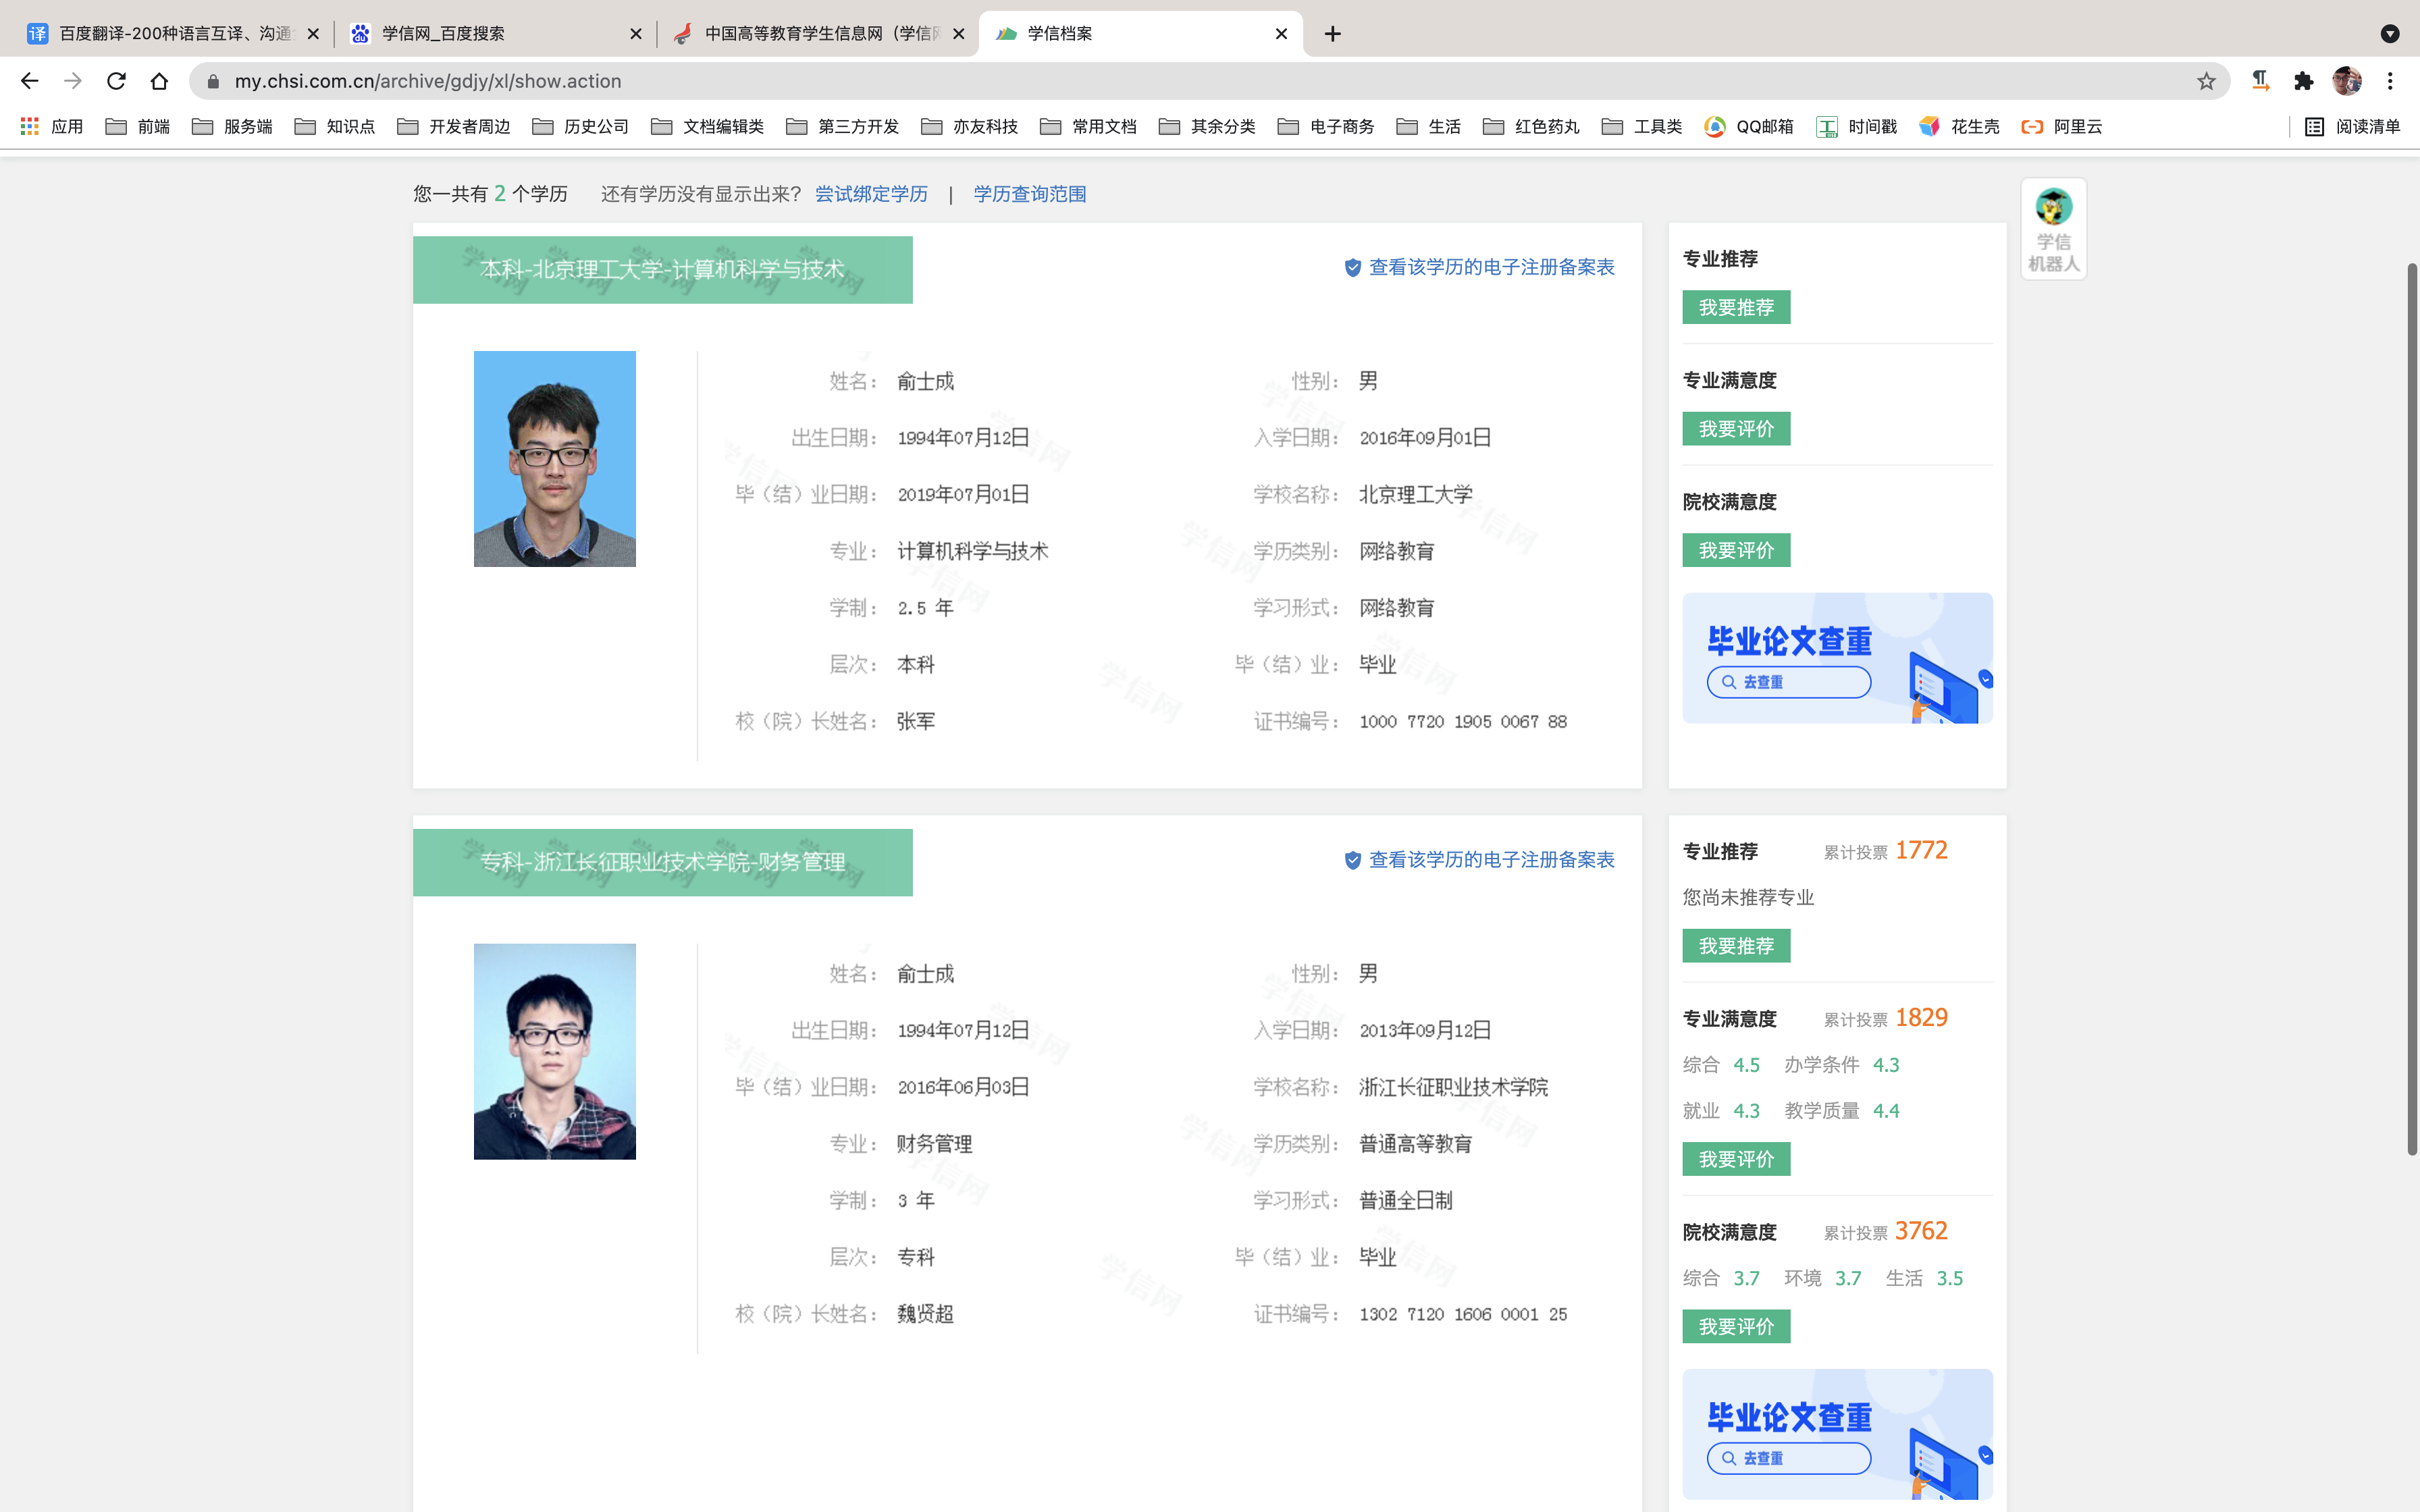 百度翻译-200种语言互译、沟通
学信网_百度搜索
中国高等教育学生信息网（学信网
学信档案
my.chsi.com.cn/archive/gdjy/xl/show.action
应用 前端 服务端 知识点 开发者周边 历史公司 文档编辑类 第三方开发 亦友科技 常用文档 其余分类 电子商务 生活 红色药丸 工具类 QQ邮箱 时间戳 花生壳 阿里云 阅读清单
您一共有 2 个学历 还有学历没有显示出来？ 尝试绑定学历 | 学历查询范围
学信
机器人
本科-北京理工大学-计算机科学与技术
查看该学历的电子注册备案表
姓名： 俞士成 性别： 男
出生日期： 1994年07月12日 入学日期： 2016年09月01日
毕（结）业日期： 2019年07月01日 学校名称： 北京理工大学
专业： 计算机科学与技术 学历类别： 网络教育
学制： 2.5 年 学习形式： 网络教育
层次： 本科 毕（结）业： 毕业
校（院）长姓名： 张军 证书编号： 1000 7720 1905 0067 88
专业推荐
我要推荐
专业满意度
我要评价
院校满意度
我要评价
毕业论文查重
去查重
专科-浙江长征职业技术学院-财务管理
查看该学历的电子注册备案表
姓名： 俞士成 性别： 男
出生日期： 1994年07月12日 入学日期： 2013年09月12日
毕（结）业日期： 2016年06月03日 学校名称： 浙江长征职业技术学院
专业： 财务管理 学历类别： 普通高等教育
学制： 3 年 学习形式： 普通全日制
层次： 专科 毕（结）业： 毕业
校（院）长姓名： 魏贤超 证书编号： 1302 7120 1606 0001 25
专业推荐 累计投票 1772
您尚未推荐专业
我要推荐
专业满意度 累计投票 1829
综合 4.5 办学条件 4.3
就业 4.3 教学质量 4.4
我要评价
院校满意度 累计投票 3762
综合 3.7 环境 3.7 生活 3.5
我要评价
毕业论文查重
去查重